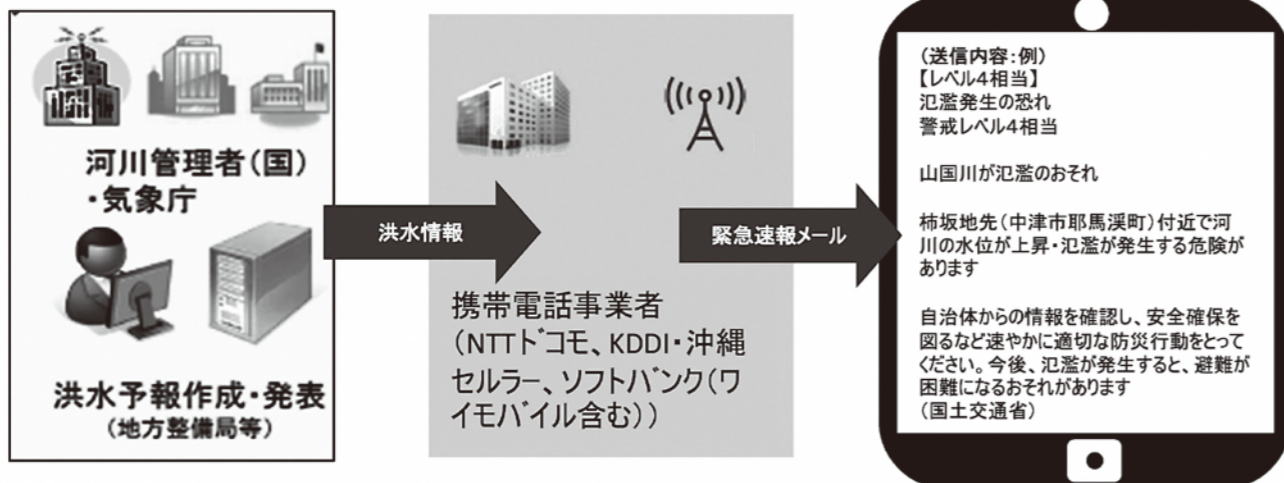 河川管理者(国)
・気象庁
洪水予報作成・発表
(地方整備局等)
洪水情報
携帯電話事業者
(NTTドコモ、KDDI・沖縄
セルラー、ソフトバンク(ワ
イモバイル含む))
緊急速報メール
(送信内容:例)
【レベル4相当】
氾濫発生の恐れ
警戒レベル4相当
山国川が氾濫のおそれ
柿坂地先(中津市耶馬渓町)付近で河
川の水位が上昇・氾濫が発生する危険が
あります
自治体からの情報を確認し、安全確保を
図るなど速やかに適切な防災行動をとって
ください。今後、氾濫が発生すると、避難が
困難になるおそれがあります
(国土交通省)